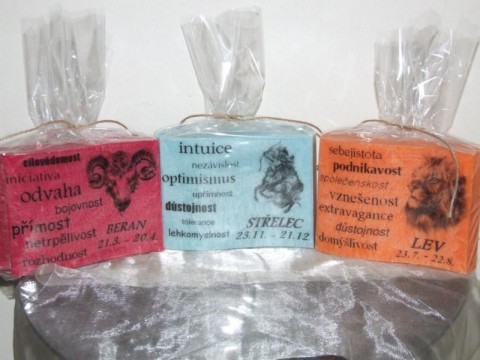 cílevědomost
iniciativa
odvaha
bojovnost
přímost
netrpělivost
rozhodnost
BERAN
21.3. - 20.4.
intuice
nezávislost
optimismus
upřímnost
důstojnost
tolerance
lehkomyslnost
STŘELEC
23.11. - 21.12.
sebejistota
podnikavost
společenskost
vznešenost
extravagance
důstojnost
domýšlivost
LEV
23.7. - 22.8.